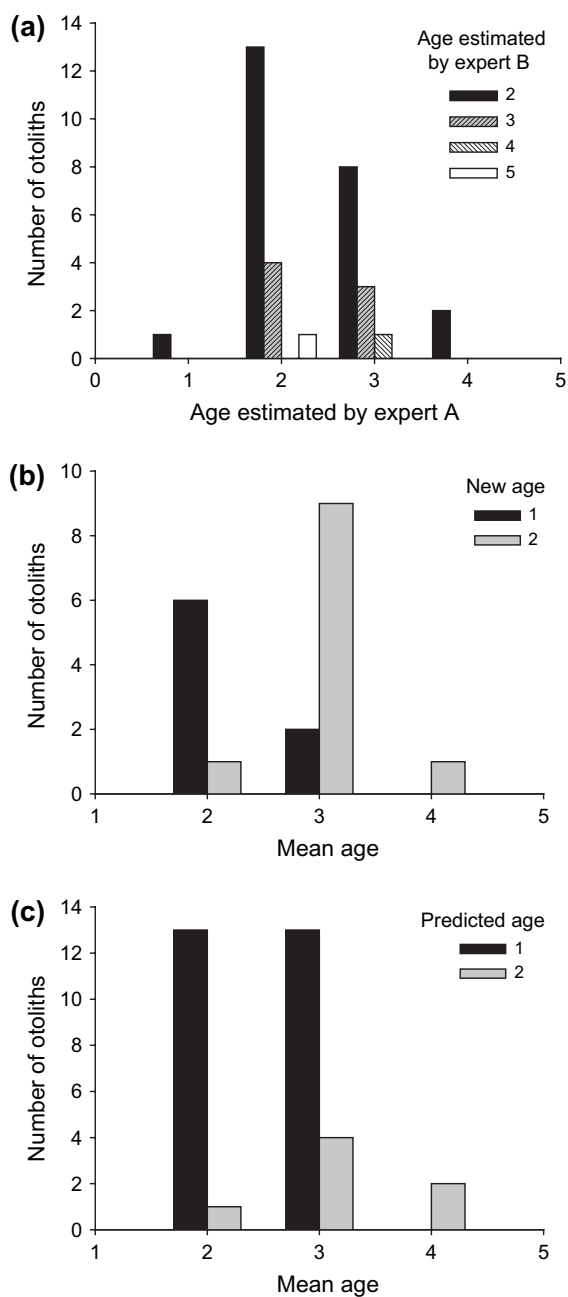 (a)
Age estimated
by expert B
2
3
4
5
Number of otoliths
14
12
10
8
6
4
2
0
0 1 2 3 4 5
Age estimated by expert A
(b)
New age
1
2
Number of otoliths
10
8
6
4
2
0
1 2 3 4 5
Mean age
(c)
Predicted age
1
2
Number of otoliths
14
12
10
8
6
4
2
0
1 2 3 4 5
Mean age